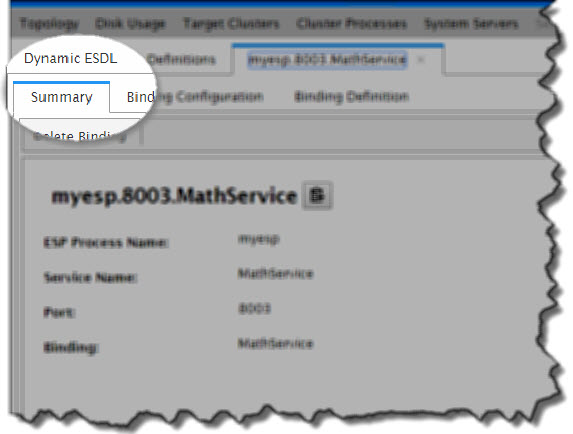 Topology Disk Usage Target Clusters Cluster Processes System Servers
Dynamic ESDL Definitions myesp.8003.MathService ×
Summary Binding Configuration Binding Definition
Delete Binding
myesp.8003.MathService
ESP Process Name: myesp
Service Name: MathService
Port: 8003
Binding: MathService